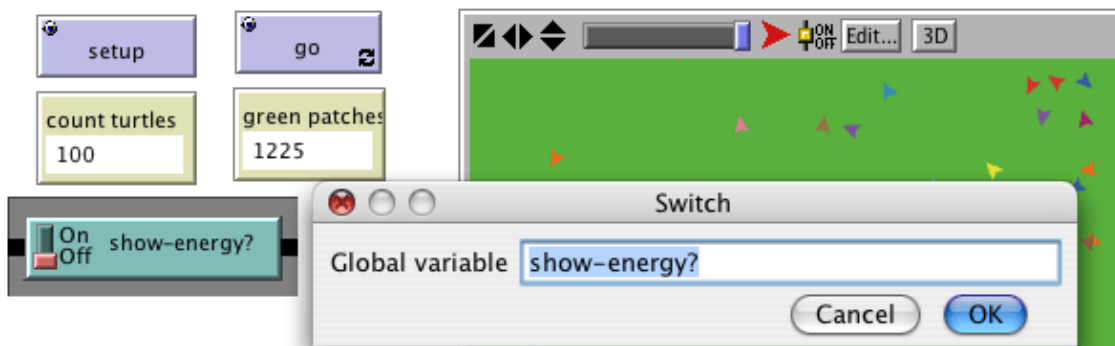 setup
go
ON
OFF
Edit...
3D
count turtles
100
green patches
1225
On
Off
show-energy?
Switch
Global variable
show-energy?
Cancel
OK